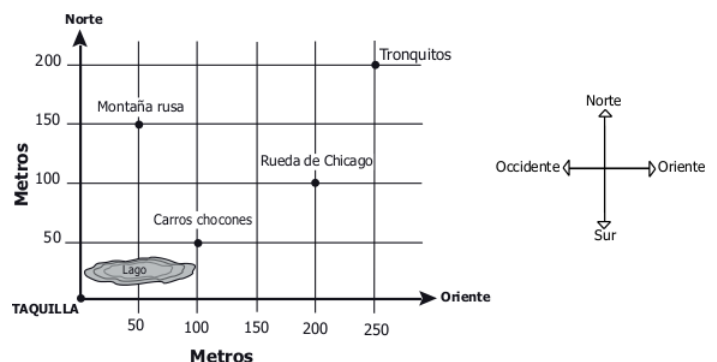 Norte
200
Tronquitos
Montaña rusa
150
Metros
Rueda de Chicago
100
Carros chocones
50
Lago
TAQUILLA
Oriente
50 100 150 200 250
Metros
Norte
Occidente
Oriente
Sur